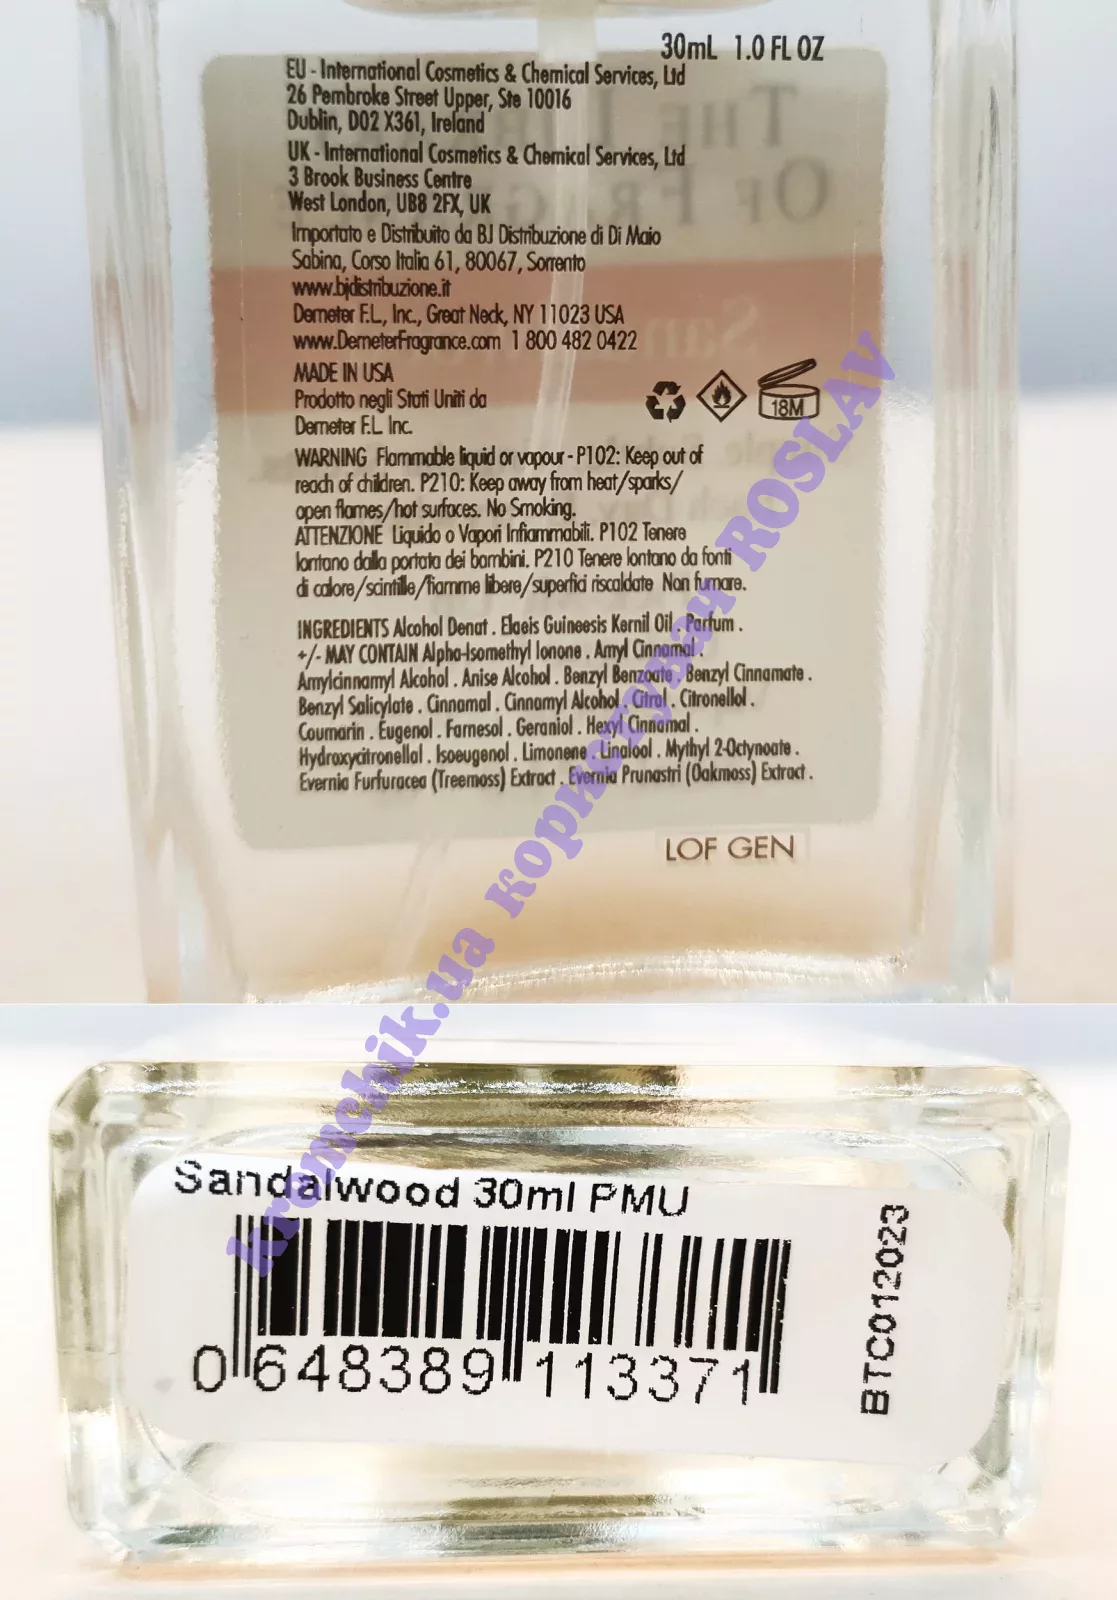 30mL 1.0 FL OZ
EU - International Cosmetics & Chemical Services, Ltd
26 Pembroke Street Upper, Ste 10016
Dublin, D02 X361, Ireland
UK - International Cosmetics & Chemical Services, Ltd
3 Brook Business Centre
West London, UB8 2FX, UK
Importato e Distribuito da BJ Distribuzione di Di Maio
Sabina, Corso Italia 61, 80067, Sorrento
www.bjdistribuzione.it
Demeter F.L., Inc., Great Neck, NY 11023 USA
www.DemeterFragrance.com 1 800 482 0422
MADE IN USA
Prodotto negli Stati Uniti da
Demeter F.L. Inc.
18M
WARNING Flammable liquid or vapour - P102: Keep out of
reach of children. P210: Keep away from heat/sparks/
open flames/hot surfaces. No Smoking.
ATTENZIONE Liquido o Vapori Infiammabili. P102 Tenere
lontano dalla portata dei bambini. P210 Tenere lontano da fonti
di calore/scintille/fiamme libere/superfici riscaldate Non fumare.
INGREDIENTS Alcohol Denat . Elaeis Guineesis Kernil Oil . Parfum .
+/- MAY CONTAIN Alpha-Isomethyl Ionone . Amyl Cinnamal .
Amylcinnamyl Alcohol . Anise Alcohol . Benzyl Benzoate . Benzyl Cinnamate .
Benzyl Salicylate . Cinnamal . Cinnamyl Alcohol . Citral . Citronellol .
Coumarin . Eugenol . Farnesol . Geraniol . Hexyl Cinnamal .
Hydroxycitronellal . Isoeugenol . Limonene . Linalool . Mythyl 2-Octynoate .
Evernia Furfuracea (Treemoss) Extract . Evernia Prunastri (Oakmoss) Extract .
LOF GEN
kremchik.ua користувач ROSLAV
Sandalwood 30ml PMU
0 648389 113371
BTC012023